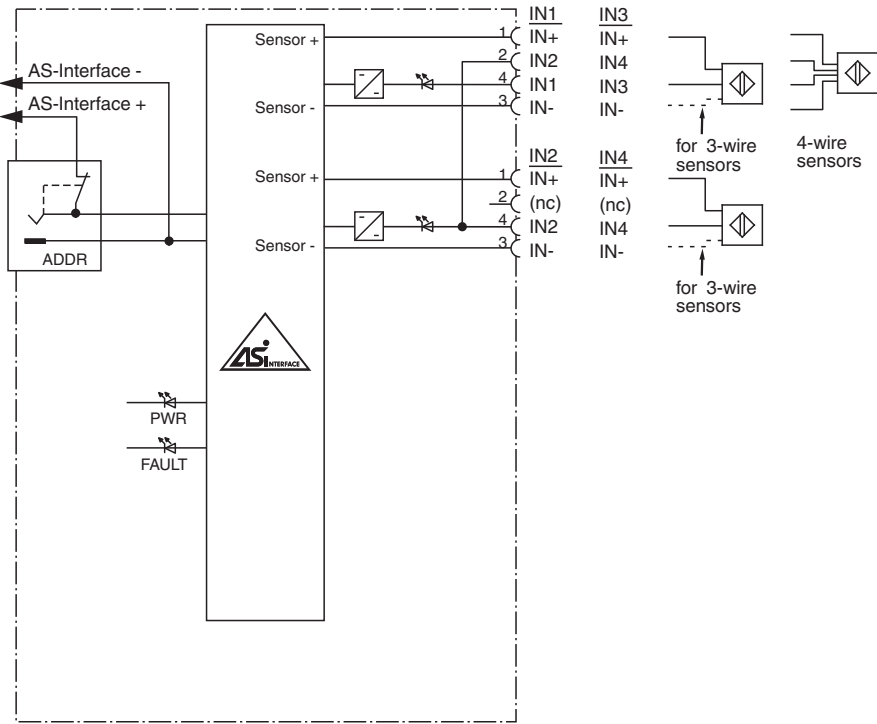 AS-Interface -
AS-Interface +
ADDR
Sensor +
Sensor -
Sensor +
Sensor -
ASi INTERFACE
PWR
FAULT
IN1 IN3
1 IN+ IN+
2 IN2 IN4
4 IN1 IN3
3 IN- IN-
for 3-wire
sensors
4-wire
sensors
IN2 IN4
1 IN+ IN+
2 (nc) (nc)
4 IN2 IN4
3 IN- IN-
for 3-wire
sensors